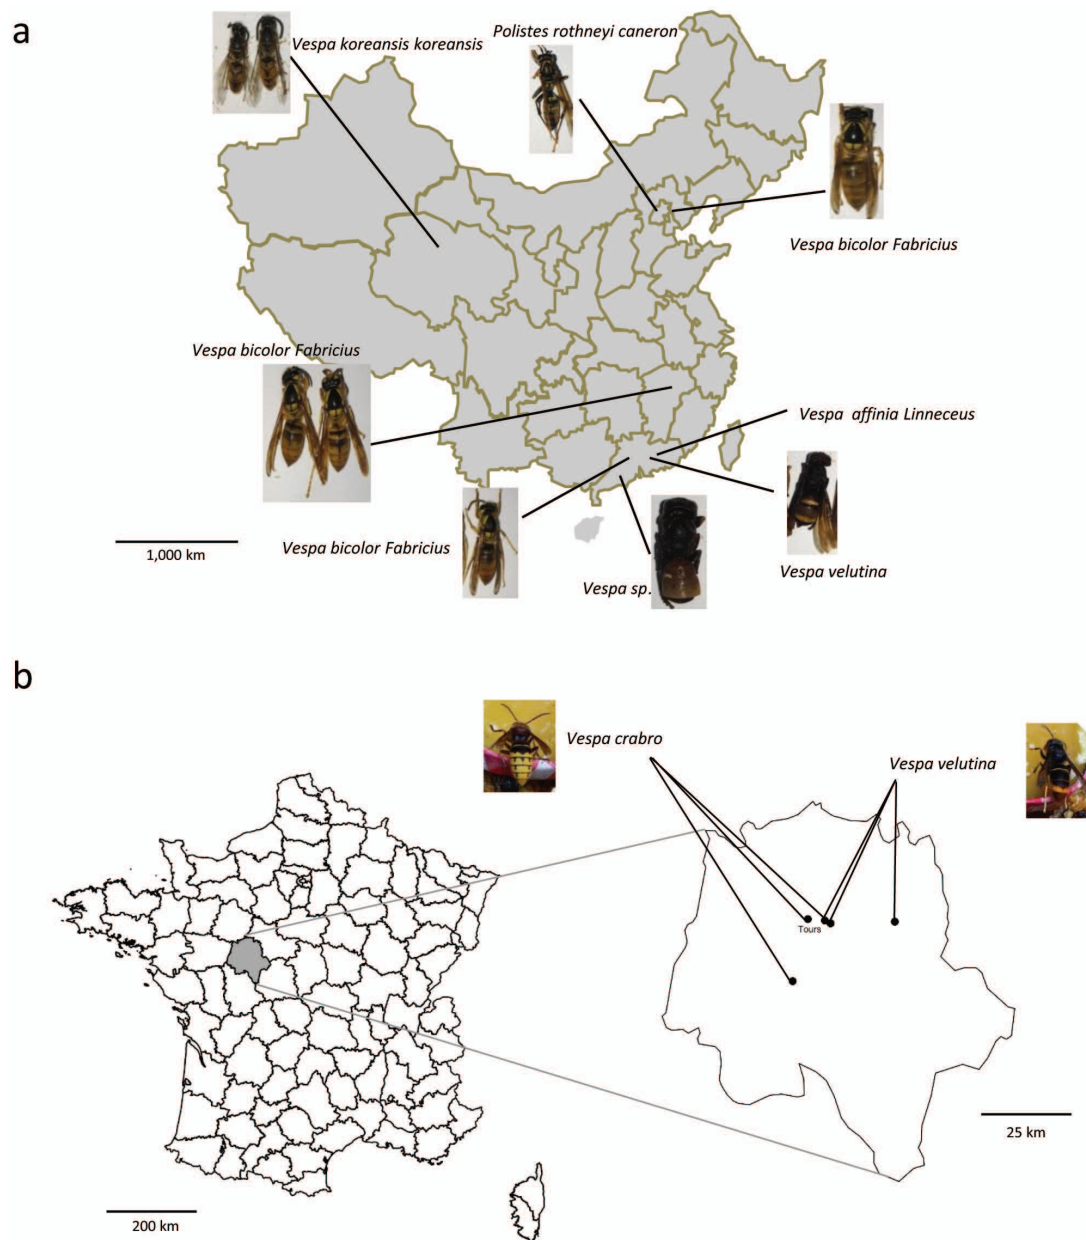 a
Vespa koreansis koreansis
Polistes rothneyi caneron
Vespa bicolor Fabricius
Vespa bicolor Fabricius
Vespa affinia Linneceus
Vespa bicolor Fabricius
Vespa velutina
Vespa sp.
1,000 km
b
Vespa crabro
Vespa velutina
Tours
25 km
200 km